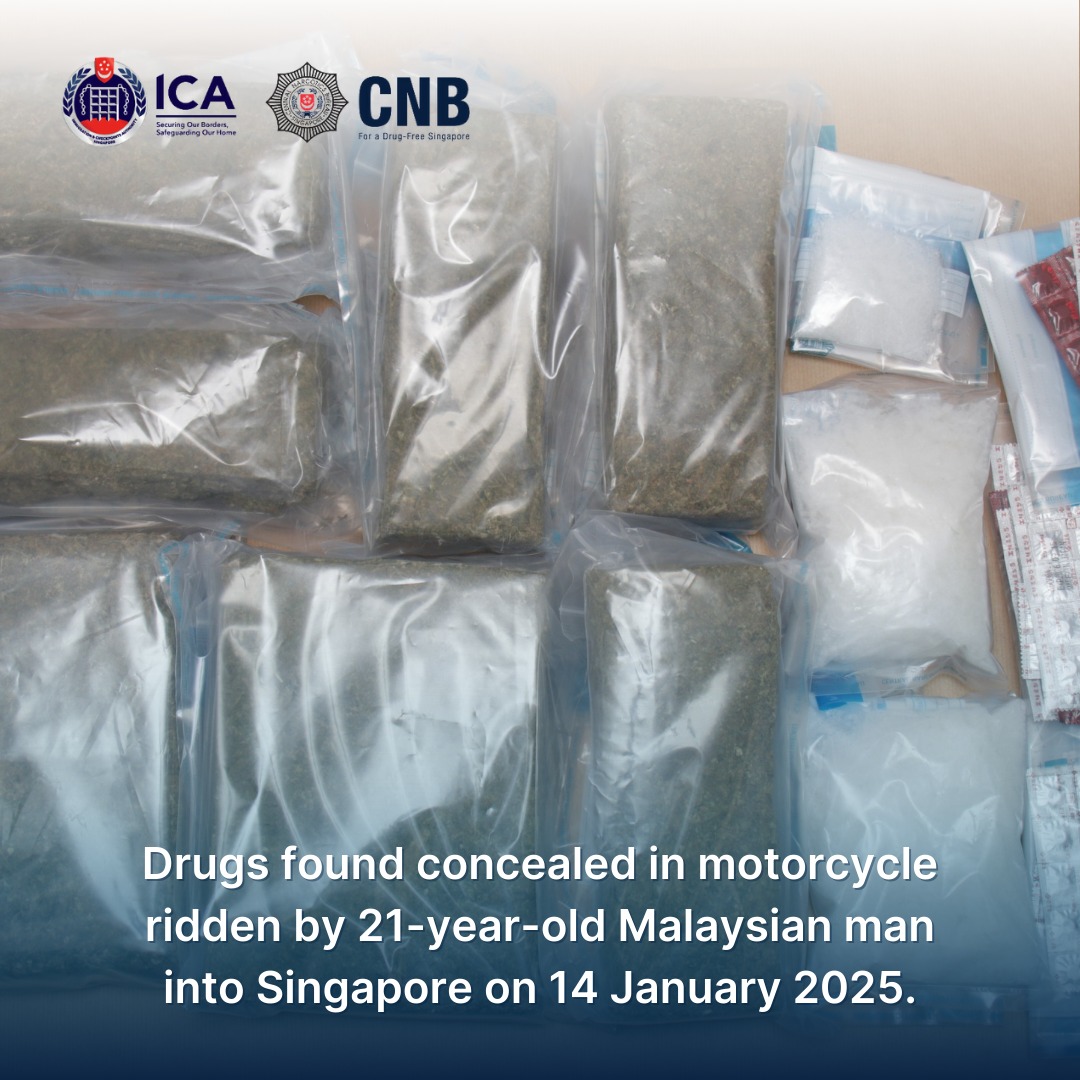 ICA
Securing Our Borders,
Safeguarding Our Home
CNB
For a Drug-Free Singapore
Drugs found concealed in motorcycle
ridden by 21-year-old Malaysian man
into Singapore on 14 January 2025.